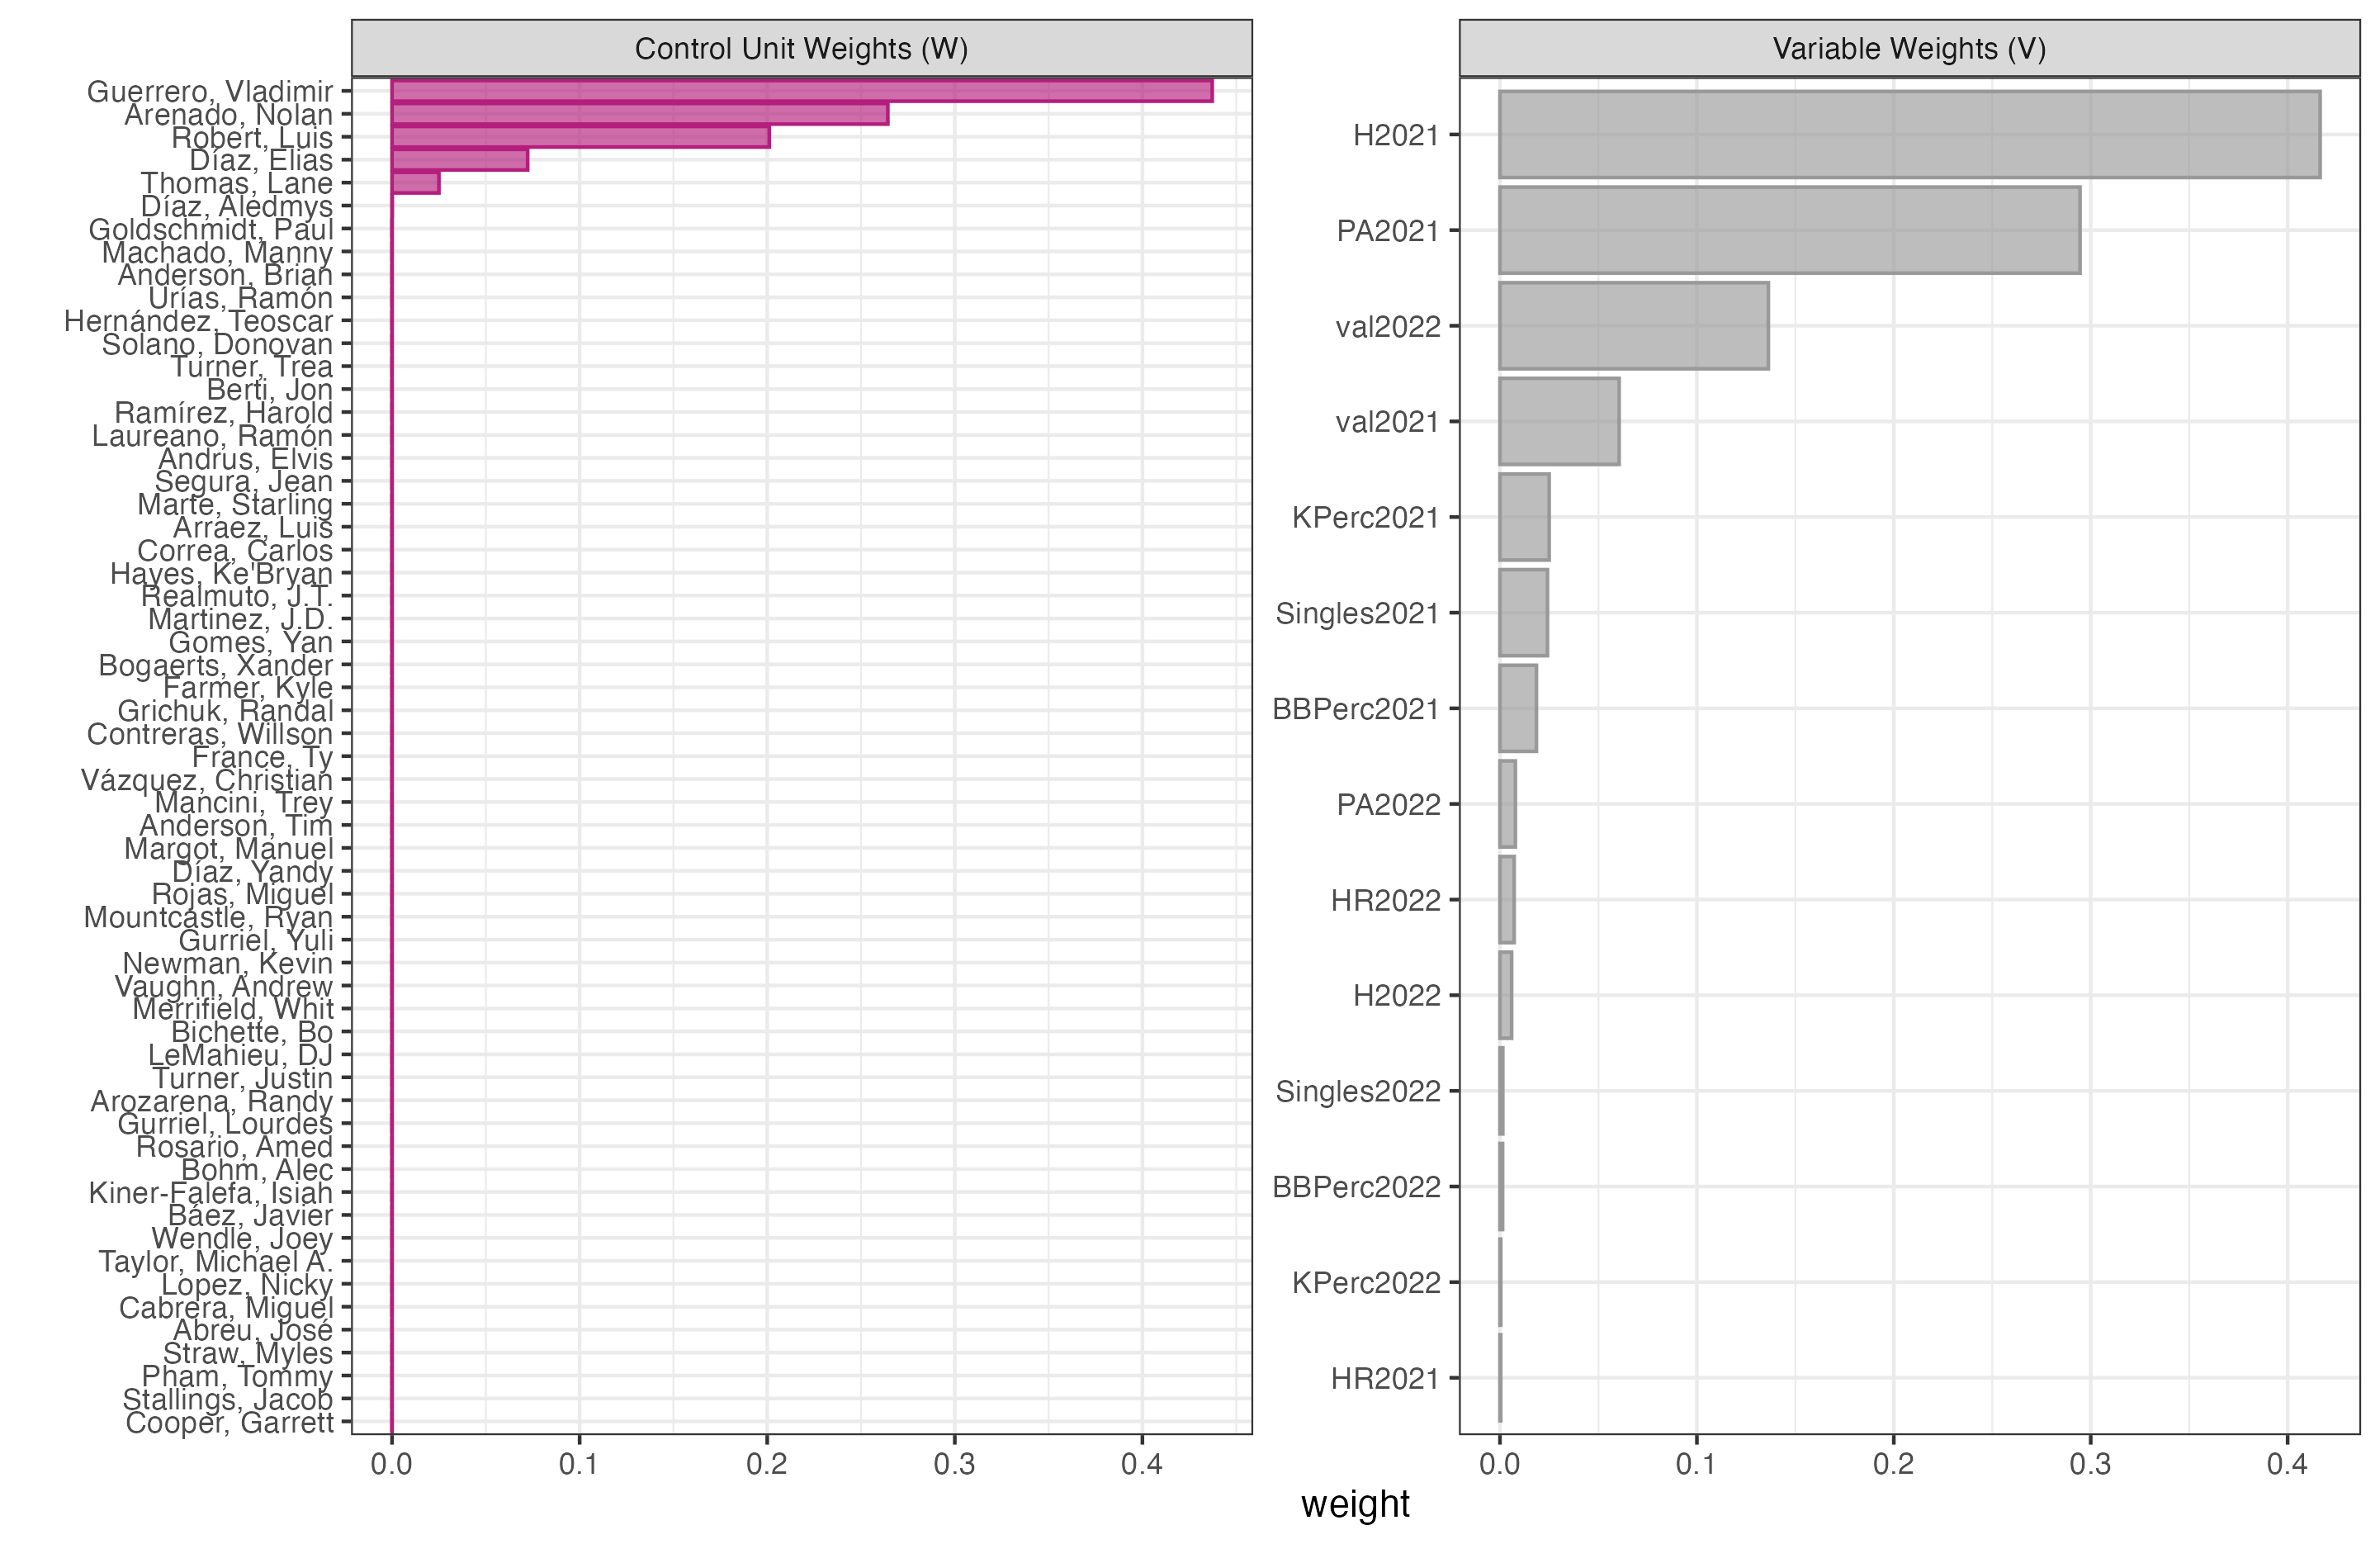 Control Unit Weights (W)
Guerrero, Vladimir
Arenado, Nolan
Robert, Luis
Díaz, Elias
Thomas, Lane
Díaz, Aledmys
Goldschmidt, Paul
Machado, Manny
Anderson, Brian
Urías, Ramón
Hernández, Teoscar
Solano, Donovan
Turner, Trea
Berti, Jon
Ramírez, Harold
Laureano, Ramón
Andrus, Elvis
Segura, Jean
Marte, Starling
Arraez, Luis
Correa, Carlos
Hayes, Ke'Bryan
Realmuto, J.T.
Martinez, J.D.
Gomes, Yan
Bogaerts, Xander
Farmer, Kyle
Grichuk, Randal
Contreras, Willson
France, Ty
Vázquez, Christian
Mancini, Trey
Anderson, Tim
Margot, Manuel
Díaz, Yandy
Rojas, Miguel
Mountcastle, Ryan
Gurriel, Yuli
Newman, Kevin
Vaughn, Andrew
Merrifield, Whit
Bichette, Bo
LeMahieu, DJ
Turner, Justin
Arozarena, Randy
Gurriel, Lourdes
Rosario, Amed
Bohm, Alec
Kiner-Falefa, Isiah
Báez, Javier
Wendle, Joey
Taylor, Michael A.
Lopez, Nicky
Cabrera, Miguel
Abreu, José
Straw, Myles
Pham, Tommy
Stallings, Jacob
Cooper, Garrett
0.0 0.1 0.2 0.3 0.4
Variable Weights (V)
H2021
PA2021
val2022
val2021
KPerc2021
Singles2021
BBPerc2021
PA2022
HR2022
H2022
Singles2022
BBPerc2022
KPerc2022
HR2021
0.0 0.1 0.2 0.3 0.4
weight